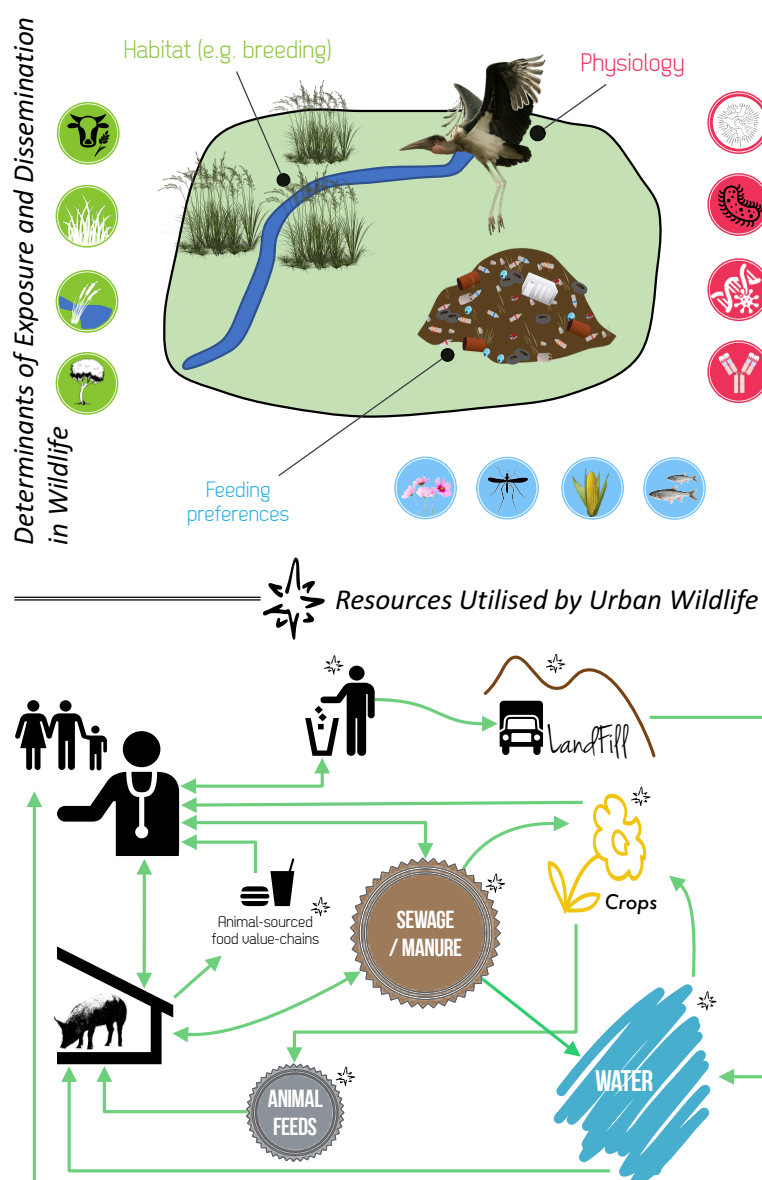 Determinants of Exposure and Dissemination
in Wildlife
Habitat (e.g. breeding)
Physiology
Feeding
preferences
Resources Utilised by Urban Wildlife
LandFill
Crops
Animal-sourced
food value-chains
SEWAGE
/ MANURE
WATER
ANIMAL
FEEDS